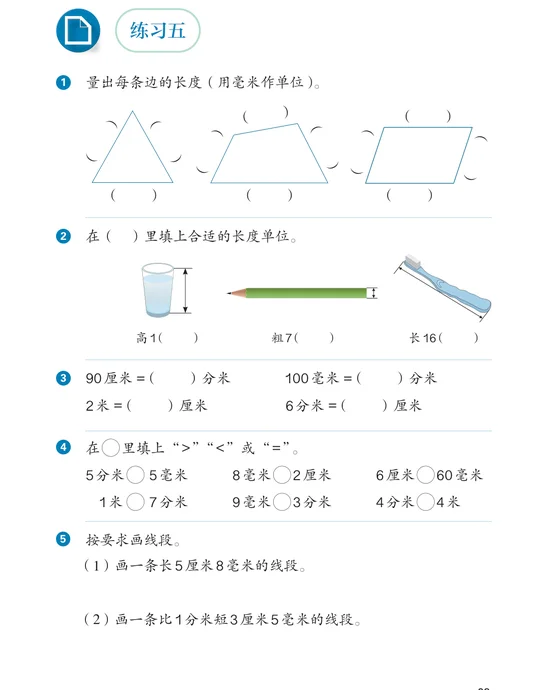 练习五
1 量出每条边的长度（用毫米作单位）。
（ ） （ ） （ ）
（ ） （ ） （ ） （ ）
（ ） （ ） （ ） （ ）
2 在（ ）里填上合适的长度单位。
高1（ ） 粗7（ ） 长16（ ）
3 90厘米＝（ ）分米 100毫米＝（ ）分米
2米＝（ ）厘米 6分米＝（ ）厘米
4 在○里填上“>”“<”或“=”。
5分米○5毫米 8毫米○2厘米 6厘米○60毫米
1米○7分米 9毫米○3分米 4分米○4米
5 按要求画线段。
（1）画一条长5厘米8毫米的线段。
（2）画一条比1分米短3厘米5毫米的线段。